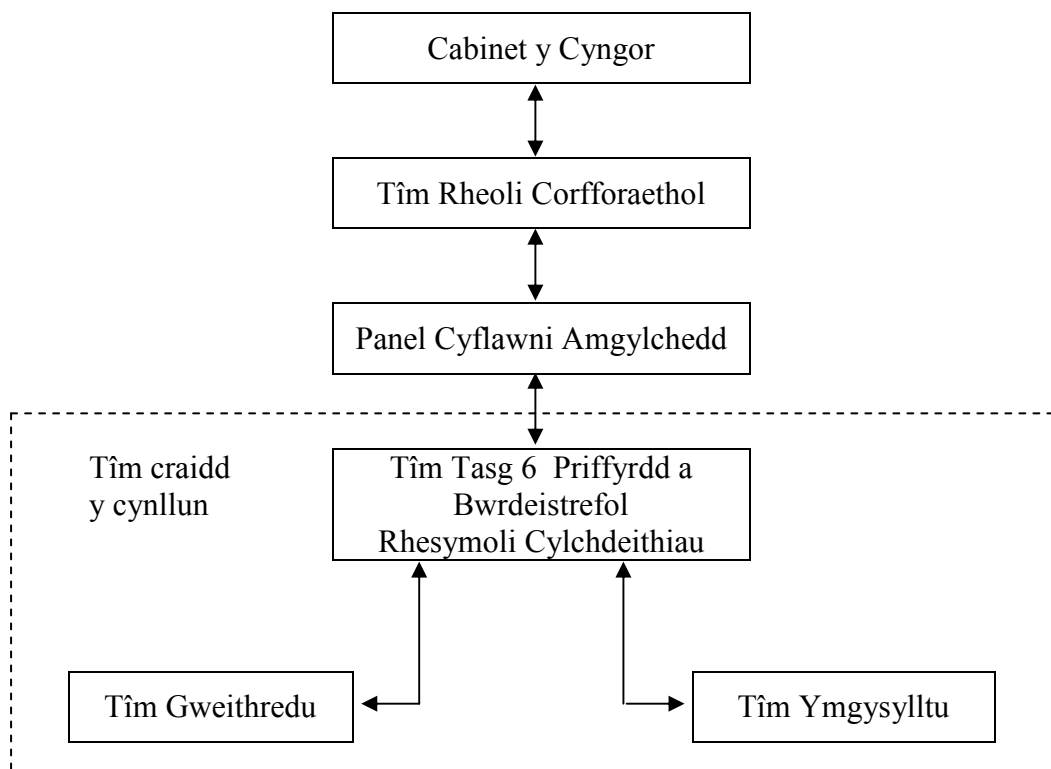 Cabinet y Cyngor
Tîm Rheoli Corfforaethol
Panel Cyflawni Amgylchedd
Tîm craidd
y cynllun
Tîm Tasg 6  Priffyrdd a
Bwrdeistrefol
Rhesymoli Cylchdeithiau
Tîm Gweithredu
Tîm Ymgysylltu